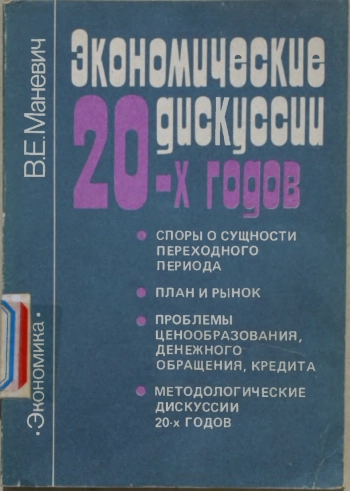 В.Е.Маневич
Экономические
дискуссии
20-х годов
• СПОРЫ О СУЩНОСТИ
ПЕРЕХОДНОГО
ПЕРИОДА
• ПЛАН И РЫНОК
• ПРОБЛЕМЫ
ЦЕНООБРАЗОВАНИЯ,
ДЕНЕЖНОГО
ОБРАЩЕНИЯ, КРЕДИТА
• МЕТОДОЛОГИЧЕСКИЕ
ДИСКУССИИ
20-х ГОДОВ
•Экономика•